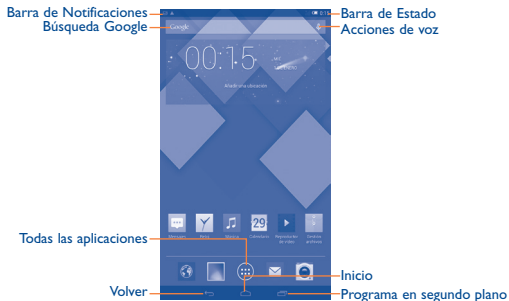 Barra de Notificaciones
Barra de Estado
Búsqueda Google
Acciones de voz
Google
00:15
Añadir una ubicación
29
Todas las aplicaciones
Inicio
Volver
Programa en segundo plano